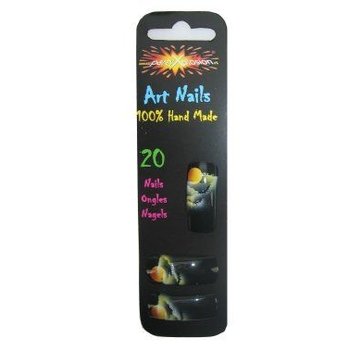 Art Nails
100% Hand Made
20
Nails
Ongles
Nagels